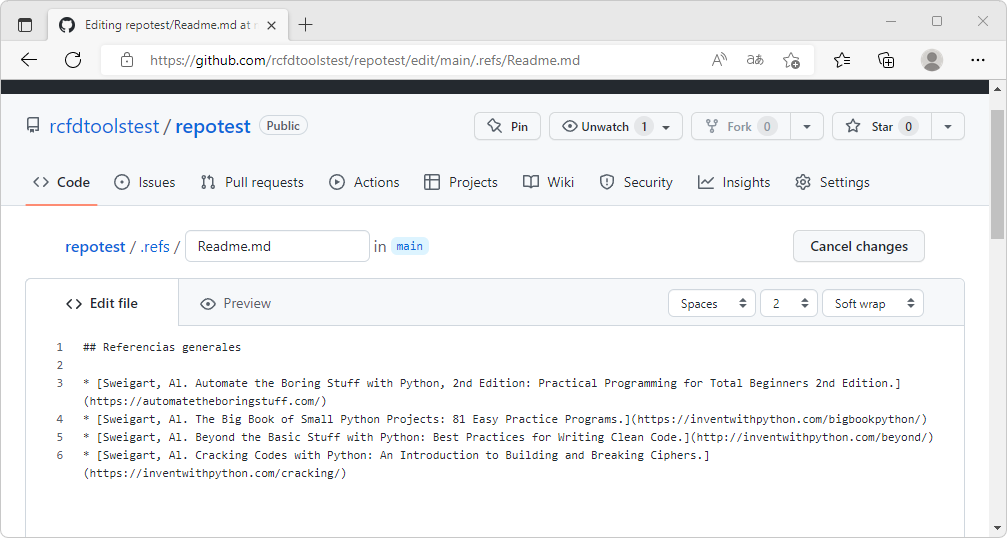 Editing repotest/Readme.md at r
https://github.com/rcfdtoolstest/repotest/edit/main/.refs/Readme.md
rcfdtoolstest / repotest Public
Pin Unwatch 1 Fork 0 Star 0
Code Issues Pull requests Actions Projects Wiki Security Insights Settings
repotest / .refs / Readme.md in main Cancel changes
Edit file Preview Spaces 2 Soft wrap
1 ## Referencias generales
2
3 * [Sweigart, Al. Automate the Boring Stuff with Python, 2nd Edition: Practical Programming for Total Beginners 2nd Edition.]
(https://automatetheboringstuff.com/)
4 * [Sweigart, Al. The Big Book of Small Python Projects: 81 Easy Practice Programs.](https://inventwithpython.com/bigbookpython/)
5 * [Sweigart, Al. Beyond the Basic Stuff with Python: Best Practices for Writing Clean Code.](http://inventwithpython.com/beyond/)
6 * [Sweigart, Al. Cracking Codes with Python: An Introduction to Building and Breaking Ciphers.]
(https://inventwithpython.com/cracking/)